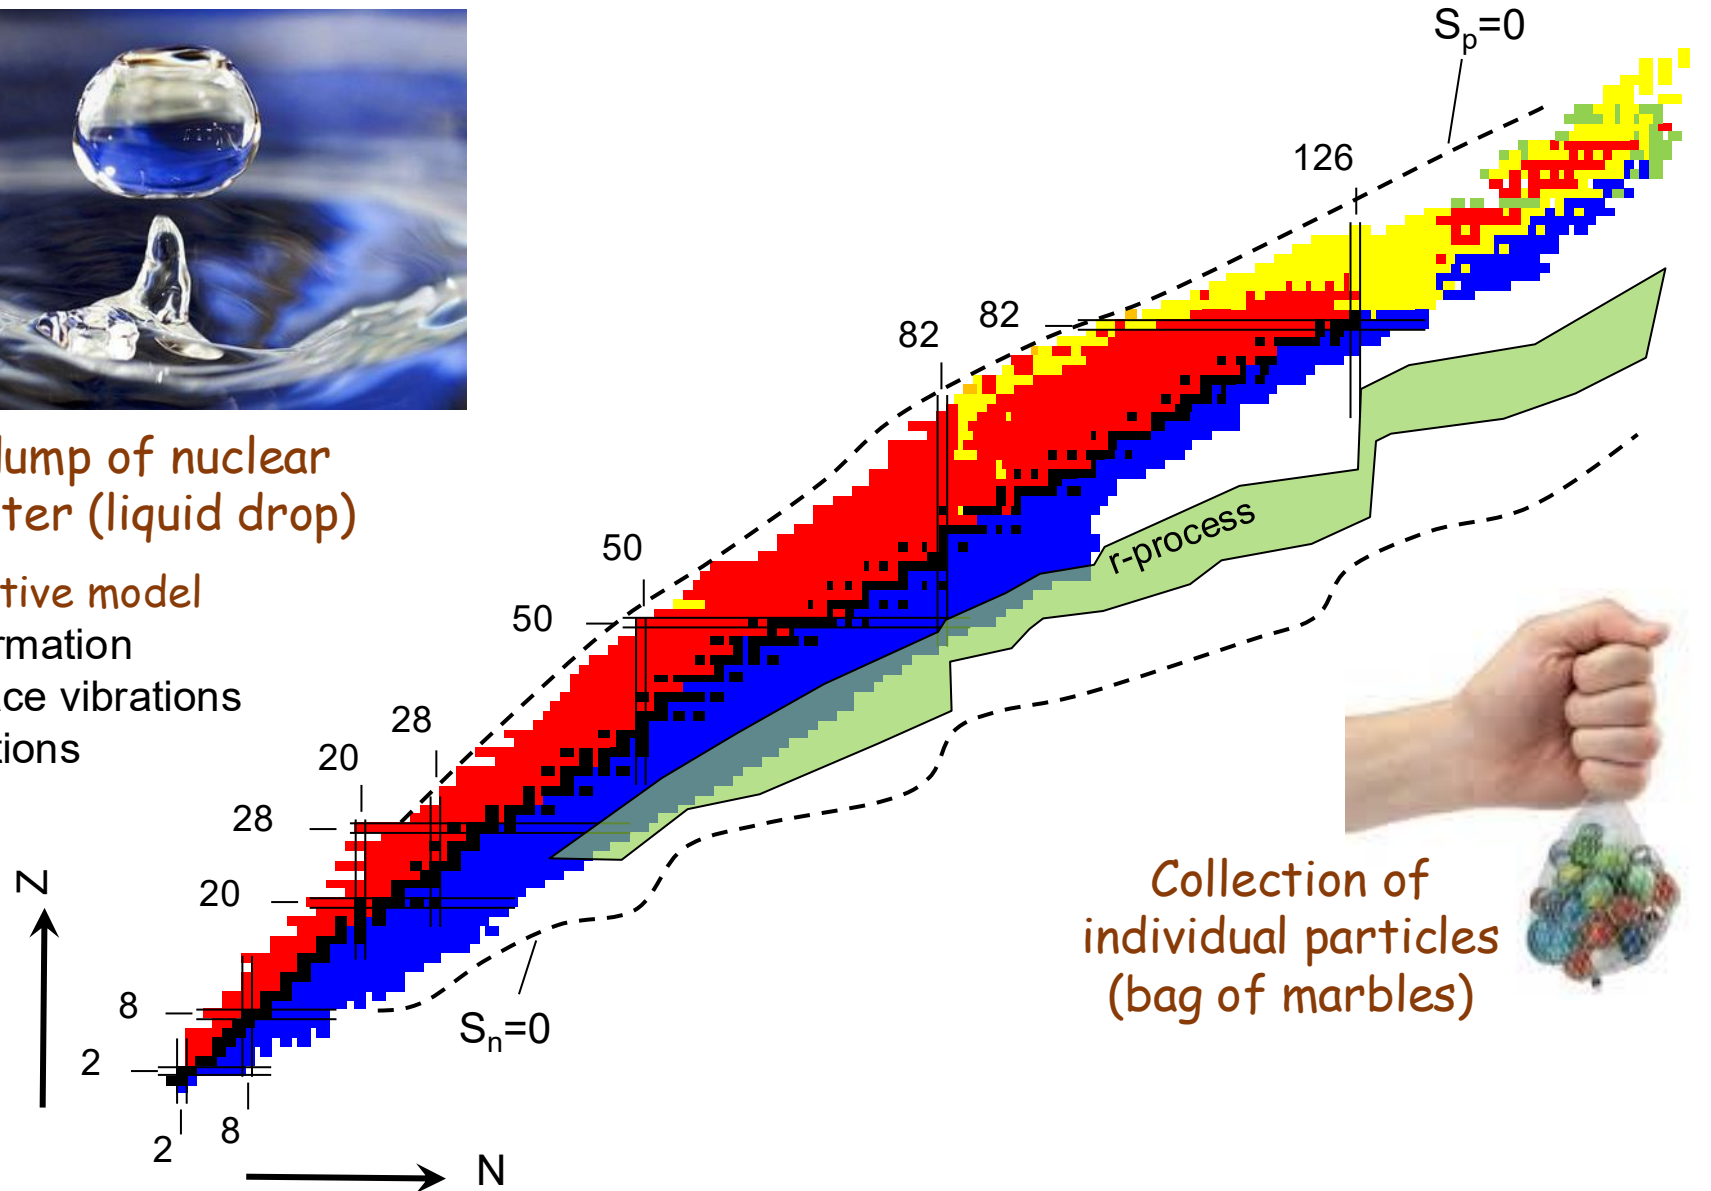 lump of nuclear
ter (liquid drop)
tive model
rmation
ce vibrations
tions
Sp=0
126
82
82
50
50
28
20
28
20
8
2
2
8
Z
N
Sn=0
r-process
Collection of
individual particles
(bag of marbles)